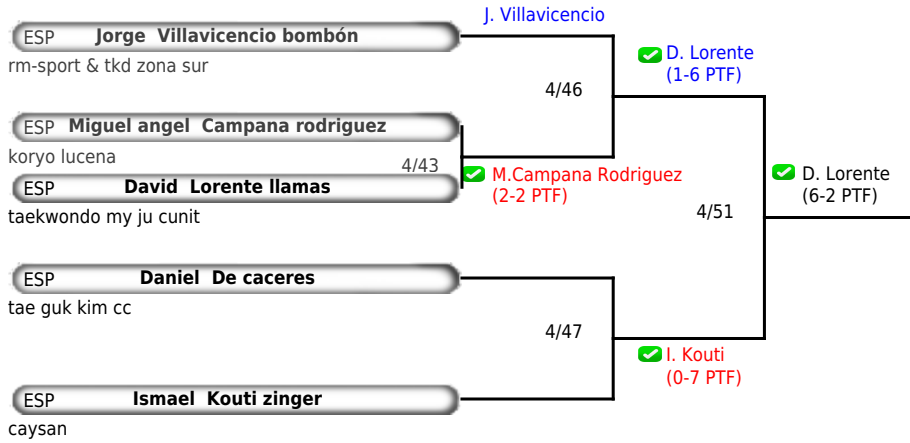 J. Villavicencio
ESP Jorge Villavicencio bombón
rm-sport & tkd zona sur
D. Lorente
(1-6 PTF)
4/46
ESP Miguel angel Campana rodriguez
koryo lucena
4/43
M.Campana Rodriguez
(2-2 PTF)
ESP David Lorente llamas
taekwondo my ju cunit
D. Lorente
(6-2 PTF)
4/51
ESP Daniel De caceres
tae guk kim cc
4/47
I. Kouti
(0-7 PTF)
ESP Ismael Kouti zinger
caysan